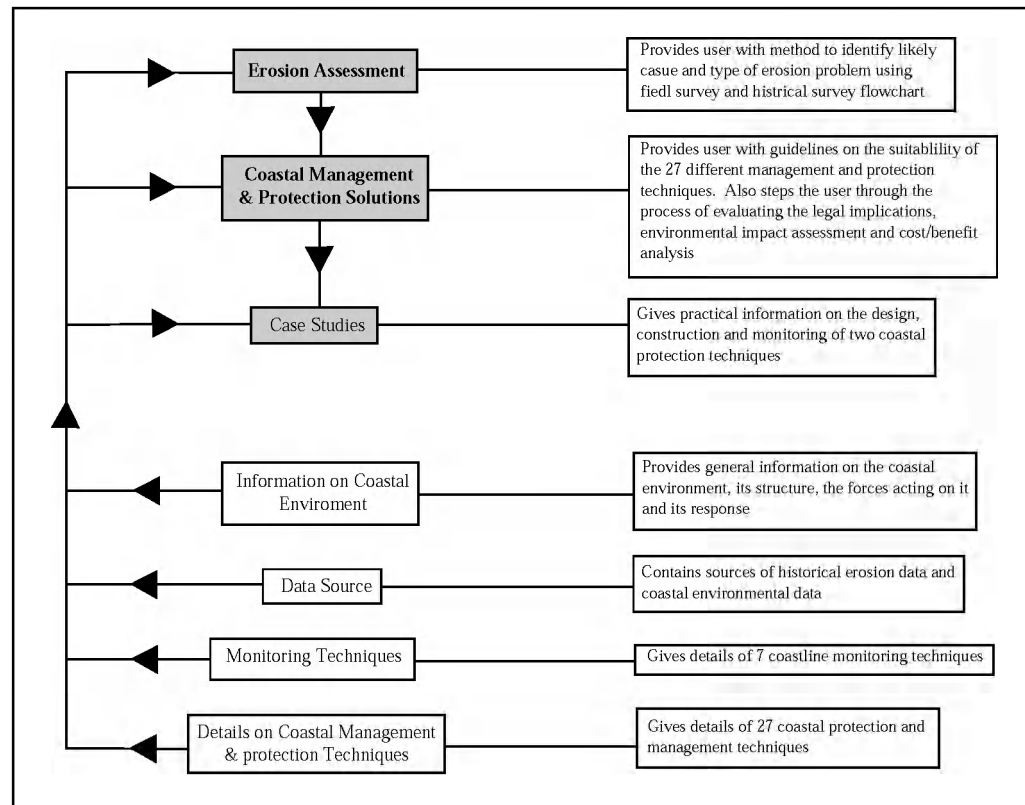 Erosion Assessment
Provides user with method to identify likely
casue and type of erosion problem using
fiedl survey and histrical survey flowchart
Coastal Management
& Protection Solutions
Provides user with guidelines on the suitablility of
the 27 different management and protection
techniques. Also steps the user through the
process of evaluating the legal implications,
environmental impact assessment and cost/benefit
analysis
Case Studies
Gives practical information on the design,
construction and monitoring of two coastal
protection techniques
Information on Coastal
Enviroment
Provides general information on the coastal
environment, its structure, the forces acting on it
and its response
Data Source
Contains sources of historical erosion data and
coastal environmental data
Monitoring Techniques
Gives details of 7 coastline monitoring techniques
Details on Coastal Management
& protection Techniques
Gives details of 27 coastal protection and
management techniques